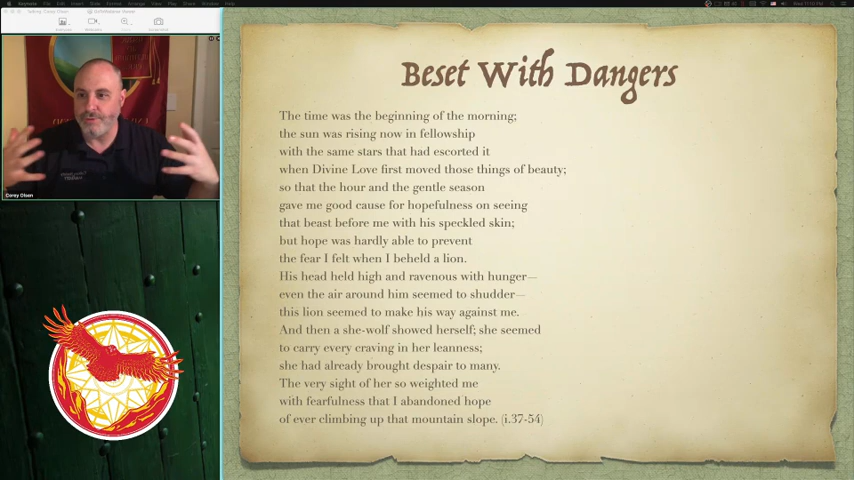 Beset With Dangers
The time was the beginning of the morning;
the sun was rising now in fellowship
with the same stars that had escorted it
when Divine Love first moved those things of beauty;
so that the hour and the gentle season
gave me good cause for hopefulness on seeing
that beast before me with his speckled skin;
but hope was hardly able to prevent
the fear I felt when I beheld a lion.
His head held high and ravenous with hunger—
even the air around him seemed to shudder—
this lion seemed to make his way against me.
And then a she-wolf showed herself; she seemed
to carry every craving in her leanness;
she had already brought despair to many.
The very sight of her so weighted me
with fearfulness that I abandoned hope
of ever climbing up that mountain slope. (i.37-54)
Corey Olsen